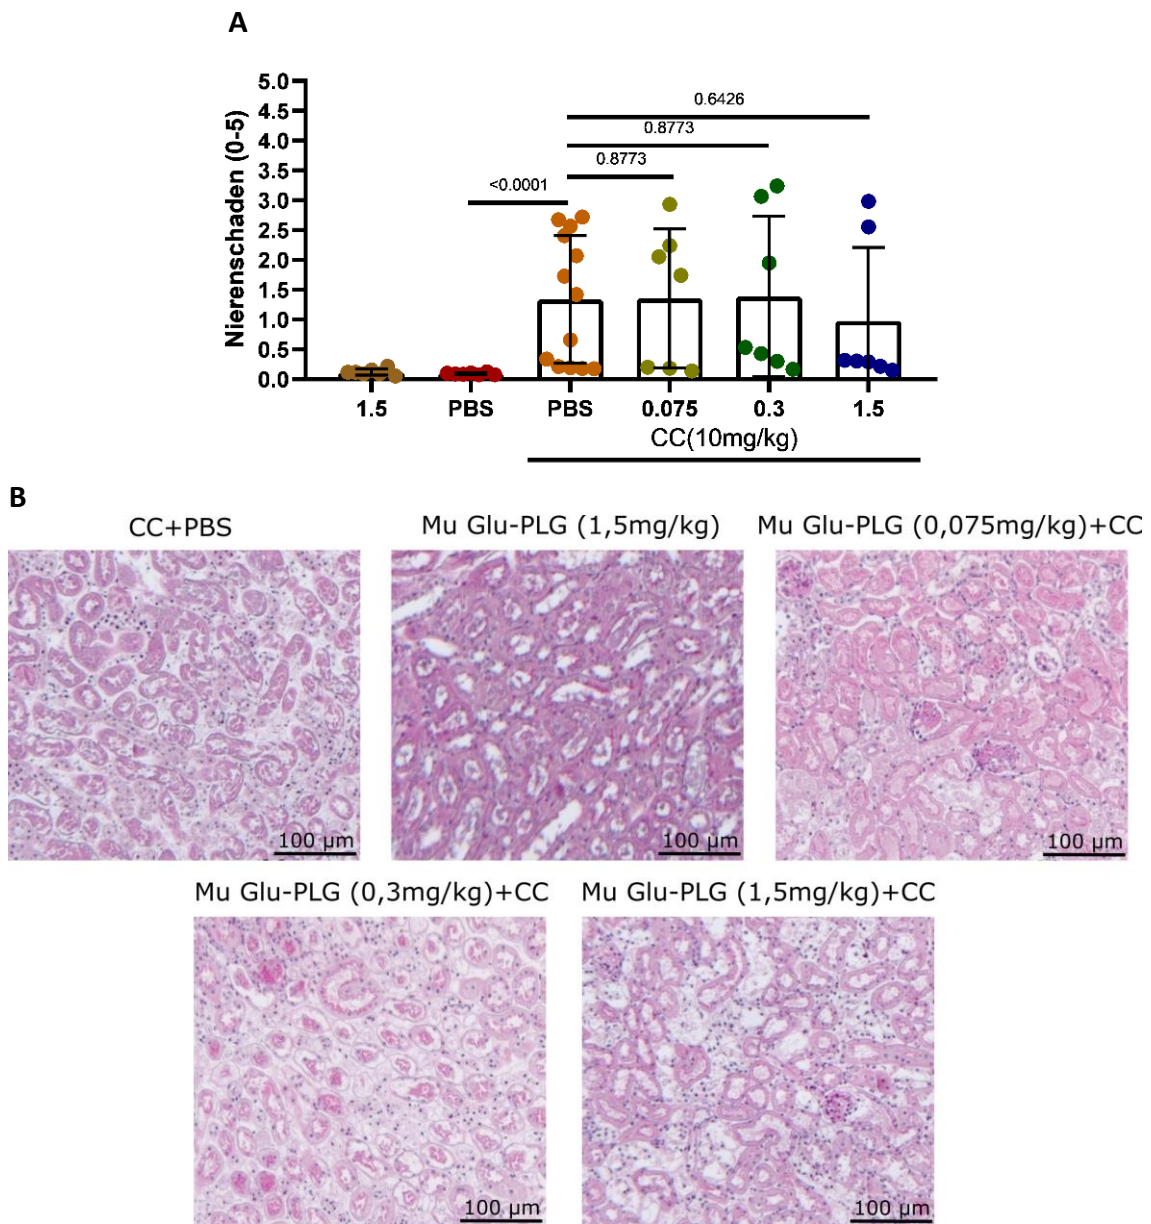 A
Nierenschaden (0-5)
5.0
4.5
4.0
3.5
3.0
2.5
2.0
1.5
1.0
0.5
0.0
0.6426
0.8773
0.8773
<0.0001
1.5 PBS PBS 0.075 0.3 1.5
CC(10mg/kg)
B
CC+PBS
Mu Glu-PLG (1,5mg/kg)
Mu Glu-PLG (0,075mg/kg)+CC
100 µm
100 µm
100 µm
Mu Glu-PLG (0,3mg/kg)+CC
Mu Glu-PLG (1,5mg/kg)+CC
100 µm
100 µm